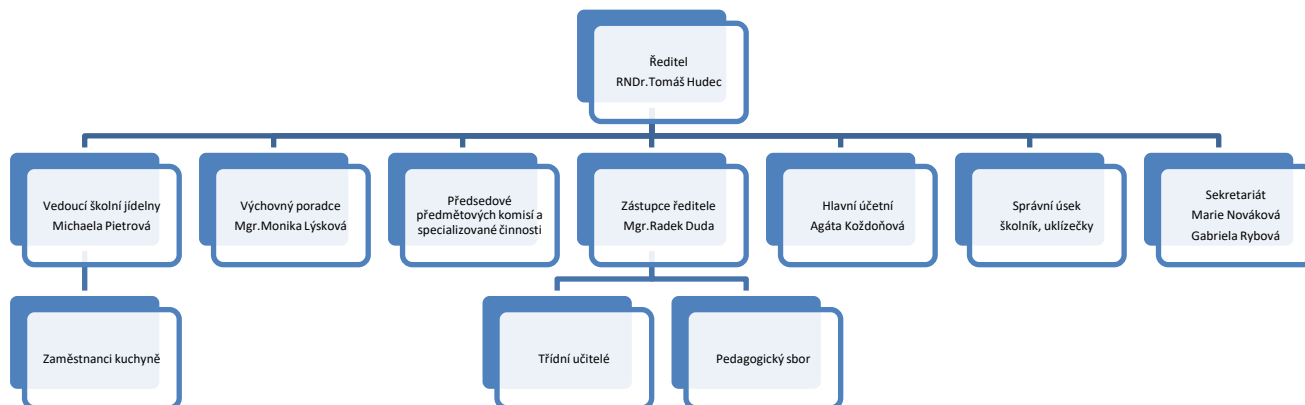 Ředitel
RNDr.Tomáš Hudec
Vedoucí školní jídelny
Michaela Pietrová
Výchovný poradce
Mgr.Monika Lýsková
Předsedové
předmětových komisí a
specializované činnosti
Zástupce ředitele
Mgr.Radek Duda
Hlavní účetní
Agáta Koždoňová
Správní úsek
školník, uklízečky
Sekretariát
Marie Nováková
Gabriela Rybová
Zaměstnanci kuchyně
Třídní učitelé
Pedagogický sbor